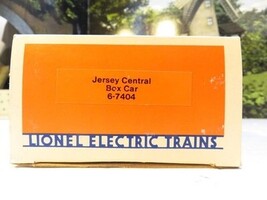 Jersey Central
Box Car
6-7404
LIONEL ELECTRIC TRAINS